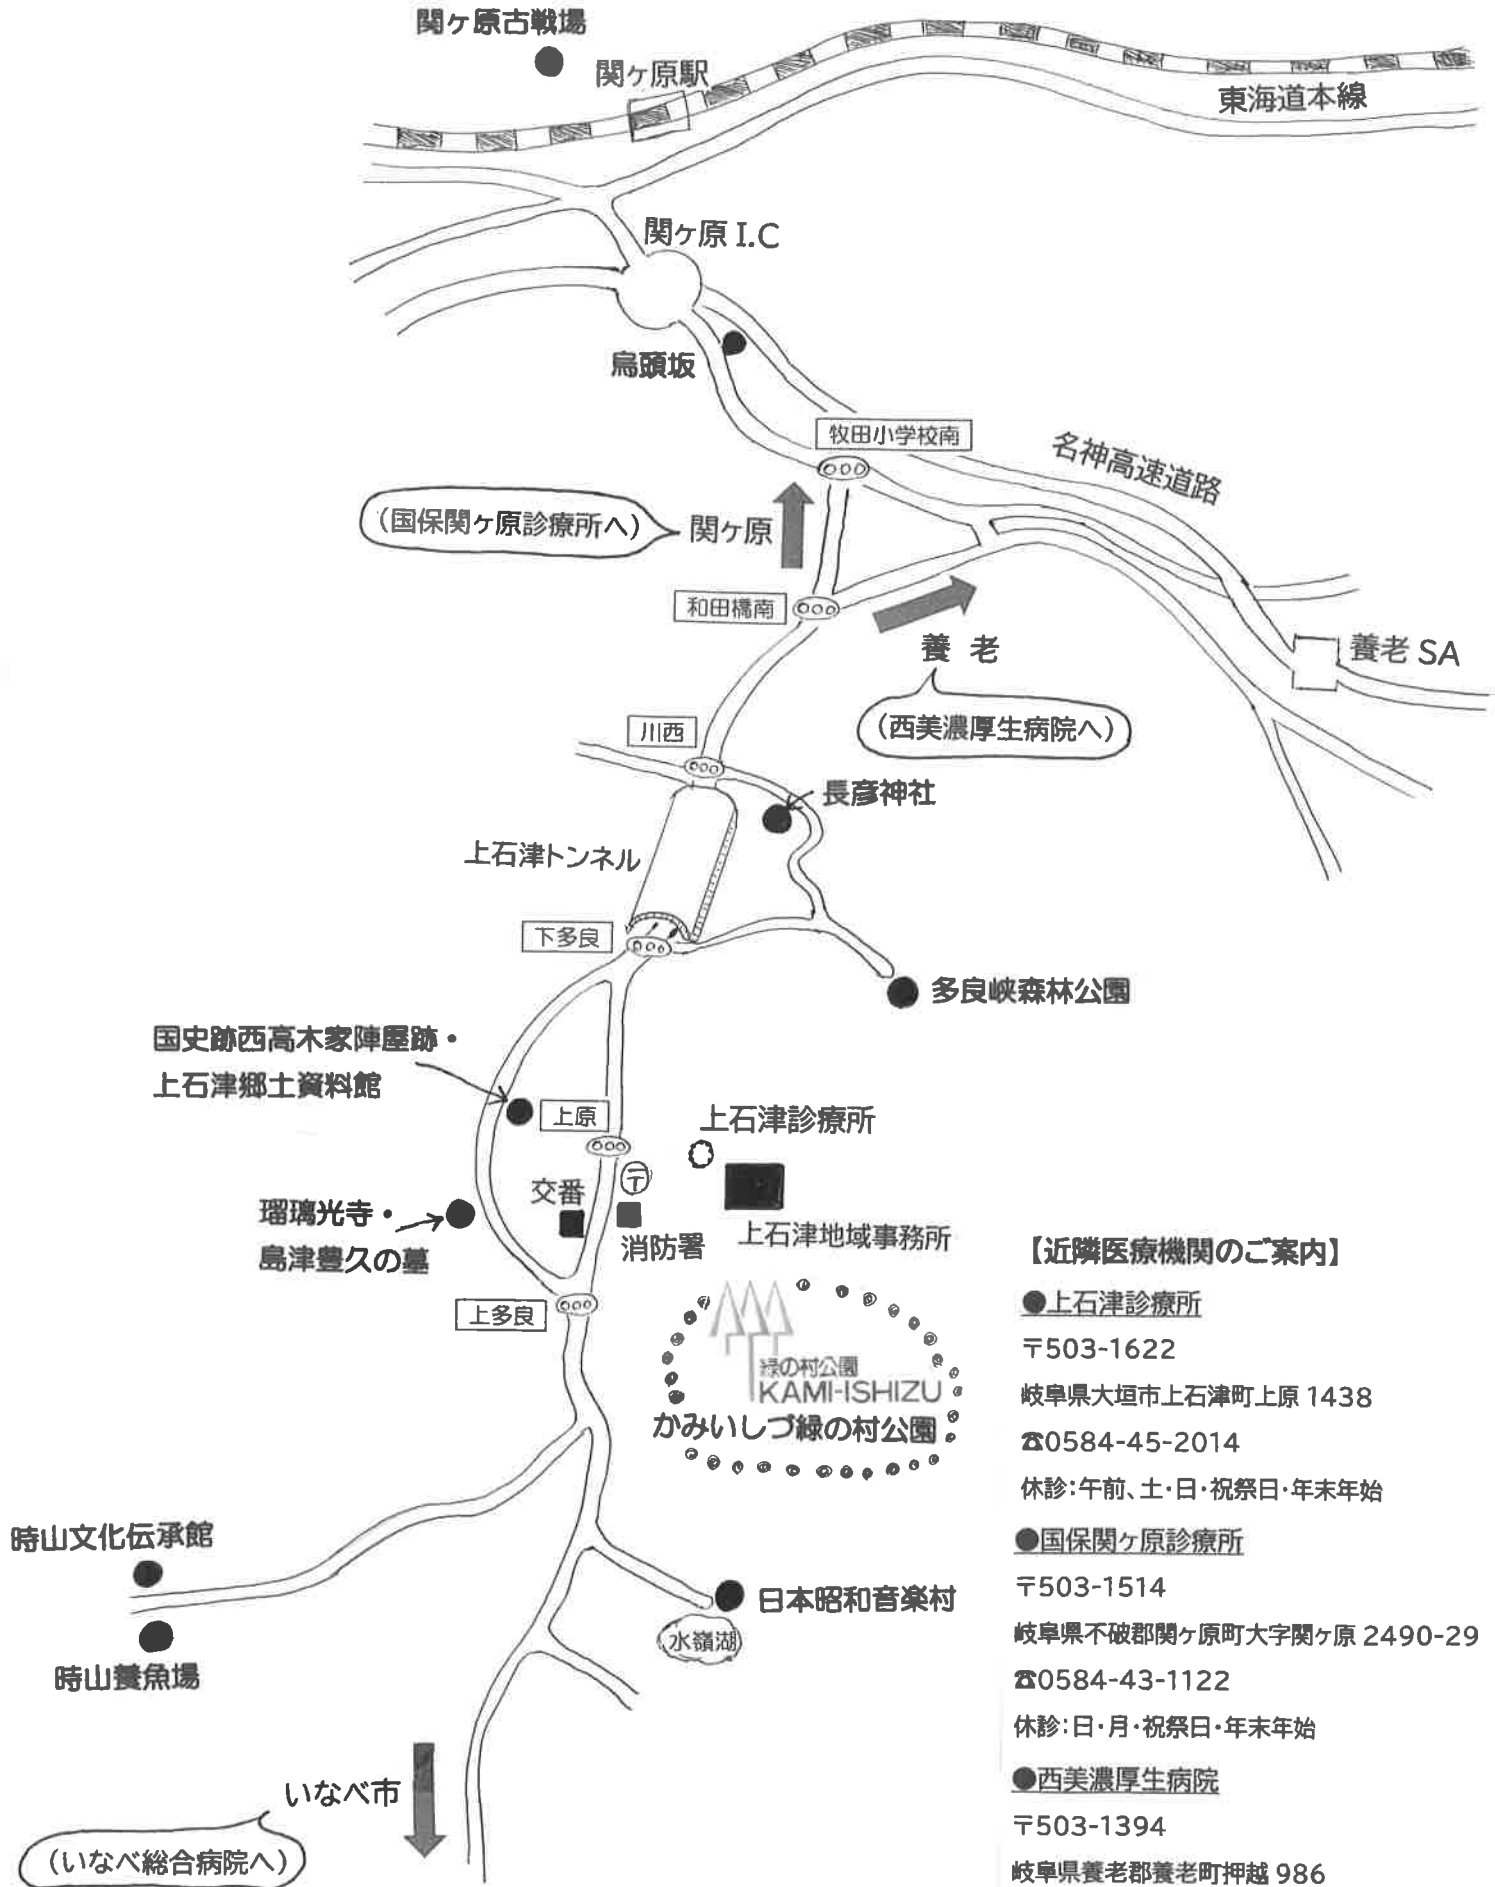 関ヶ原古戦場
関ヶ原駅
東海道本線
関ヶ原 I.C
烏頭坂
牧田小学校南
名神高速道路
(国保関ヶ原診療所へ)
関ヶ原
和田橋南
養 老
養老 SA
(西美濃厚生病院へ)
川西
長彦神社
上石津トンネル
下多良
多良峡森林公園
国史跡西高木家陣屋跡・
上石津郷土資料館
上原
上石津診療所
〒
交番
瑠璃光寺・
島津豊久の墓
消防署
上石津地域事務所
上多良
緑の村公園
KAMI-ISHIZU
かみいしづ緑の村公園
時山文化伝承館
時山養魚場
日本昭和音楽村
水嶺湖
いなべ市
(いなべ総合病院へ)
【近隣医療機関のご案内】
●上石津診療所
〒503-1622
岐阜県大垣市上石津町上原 1438
☎0584-45-2014
休診:午前、土・日・祝祭日・年末年始
●国保関ヶ原診療所
〒503-1514
岐阜県不破郡関ヶ原町大字関ヶ原 2490-29
☎0584-43-1122
休診:日・月・祝祭日・年末年始
●西美濃厚生病院
〒503-1394
岐阜県養老郡養老町押越 986